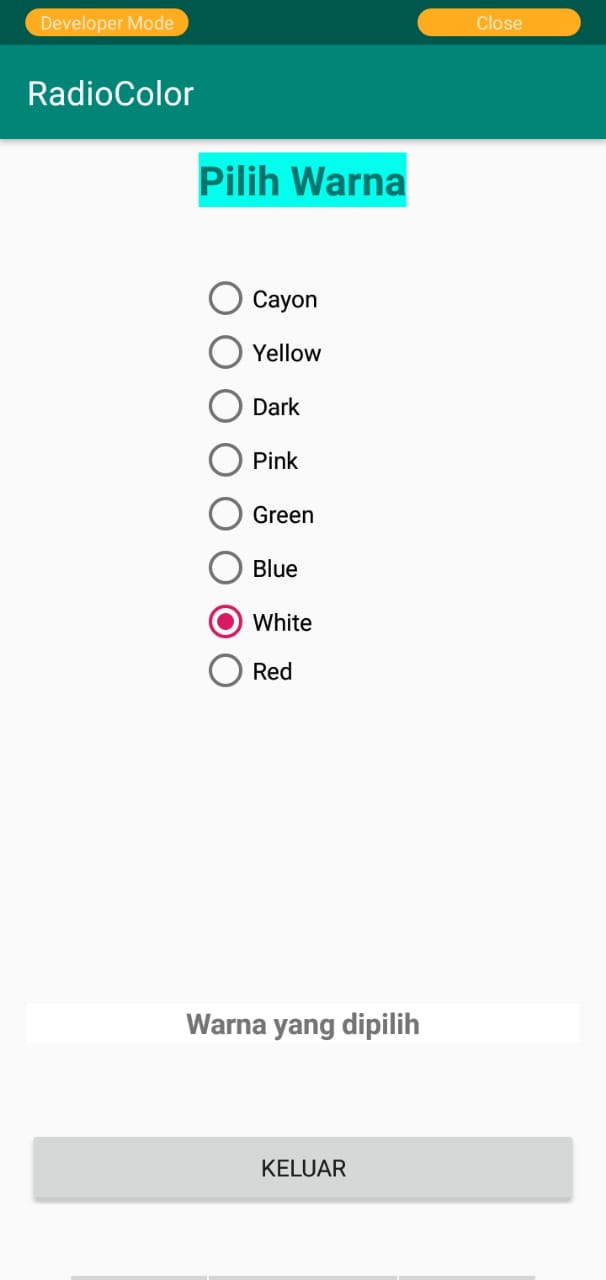 Developer Mode
Close
RadioColor
Pilih Warna
Cayon
Yellow
Dark
Pink
Green
Blue
White
Red
Warna yang dipilih
KELUAR